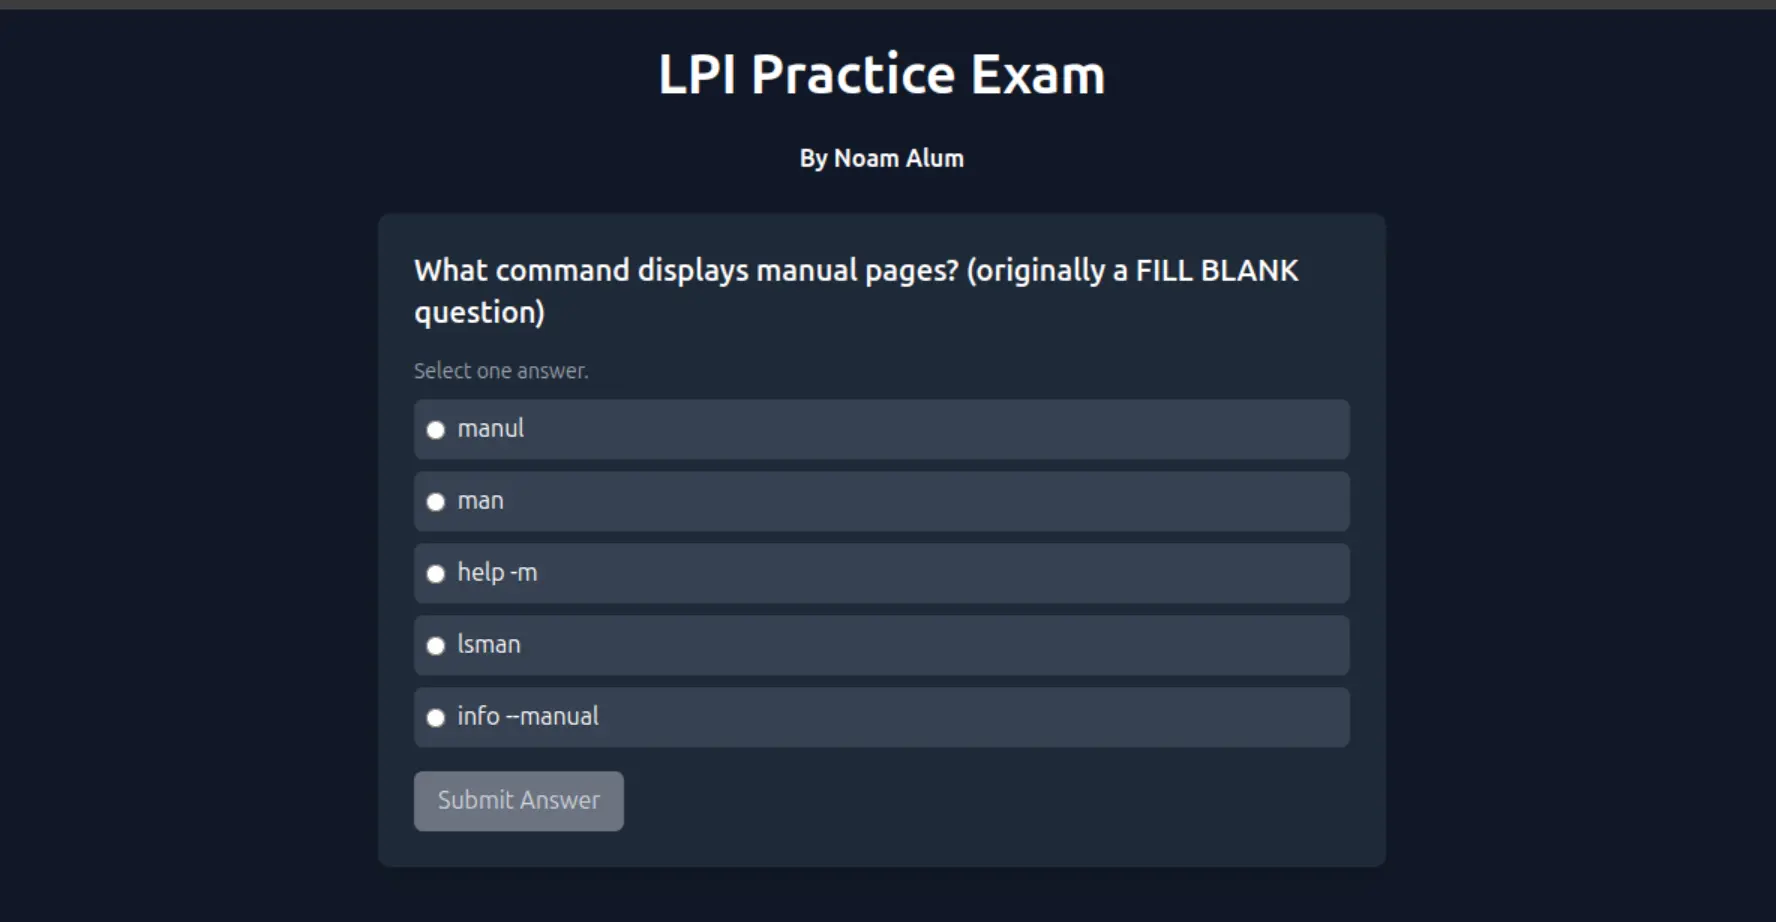 LPI Practice Exam
By Noam Alum
What command displays manual pages? (originally a FILL BLANK
question)
Select one answer.
manul
man
help -m
lsman
info --manual
Submit Answer